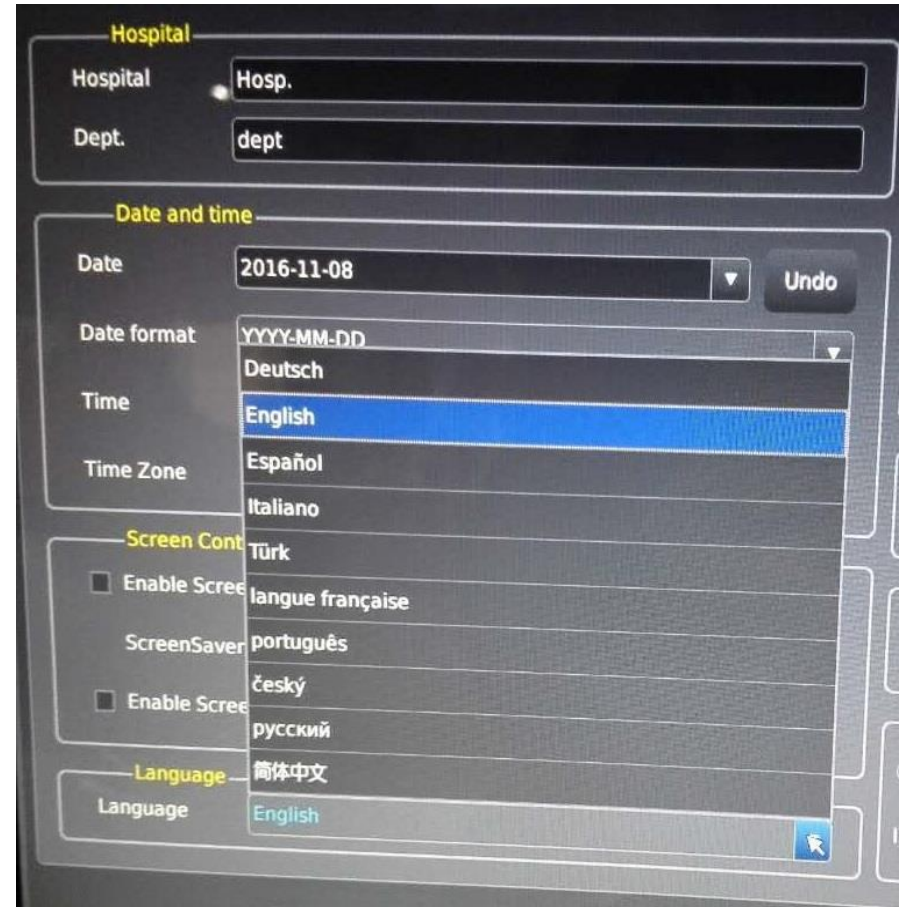 Hospital
Hospital Hosp.
Dept. dept
Date and time
Date 2016-11-08 Undo
Date format YYYY-MM-DD
Deutsch
Time
English
Español
Time Zone
Italiano
Screen Cont
Türk
Enable Scree
langue française
ScreenSaver
português
český
Enable Scree
русский
Language
简体中文
Language English